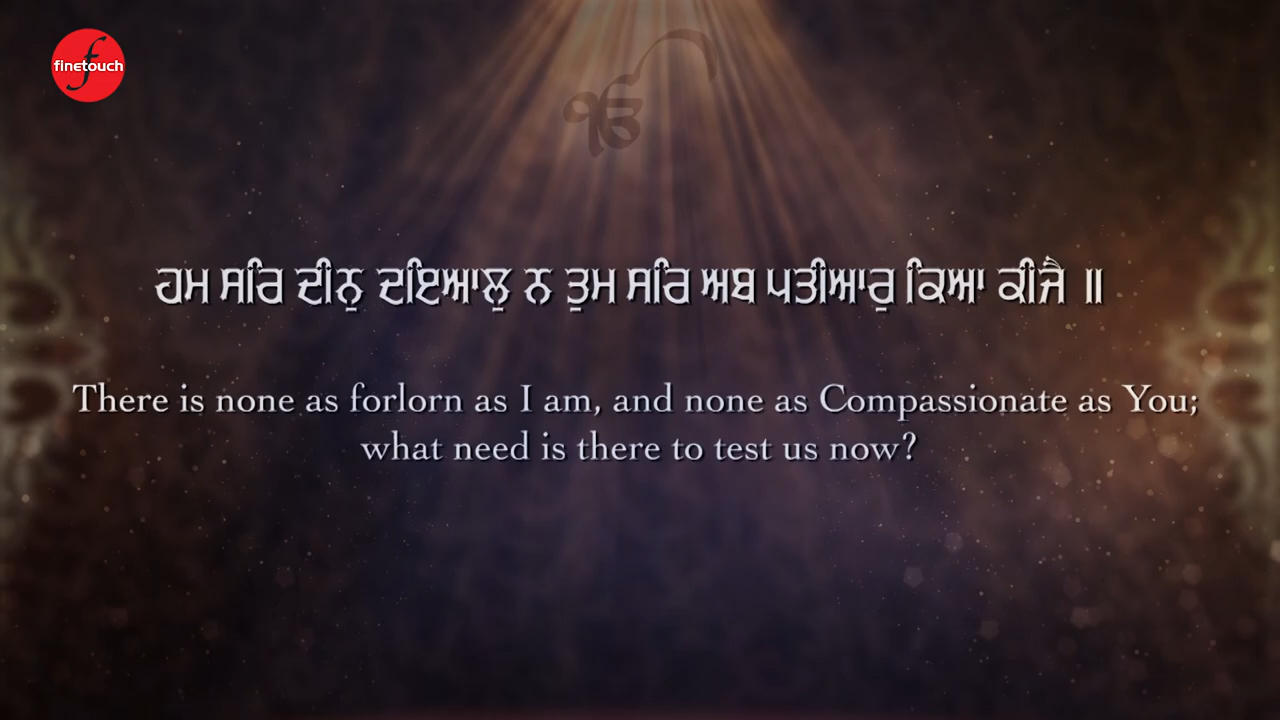 finetouch
ੴ
ਹਮ ਸਰਿ ਦੀਨੁ ਦਇਆਲੁ ਨ ਤੁਮ ਸਰਿ ਅਬ ਪਤੀਆਰੁ ਕਿਆ ਕੀਜੈ ॥
There is none as forlorn as I am, and none as Compassionate as You;
what need is there to test us now?